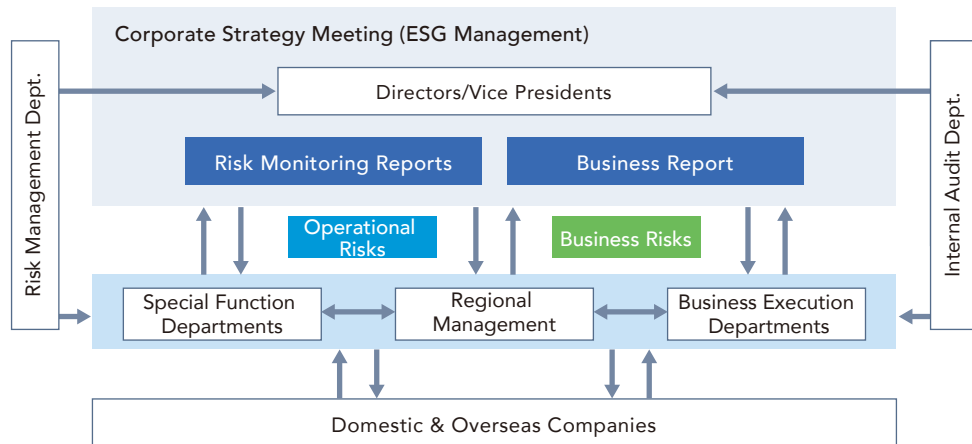 Corporate Strategy Meeting (ESG Management)
Risk Management Dept.
Directors/Vice Presidents
Internal Audit Dept.
Risk Monitoring Reports
Business Report
Operational
Risks
Business Risks
Special Function
Departments
Regional
Management
Business Execution
Departments
Domestic & Overseas Companies